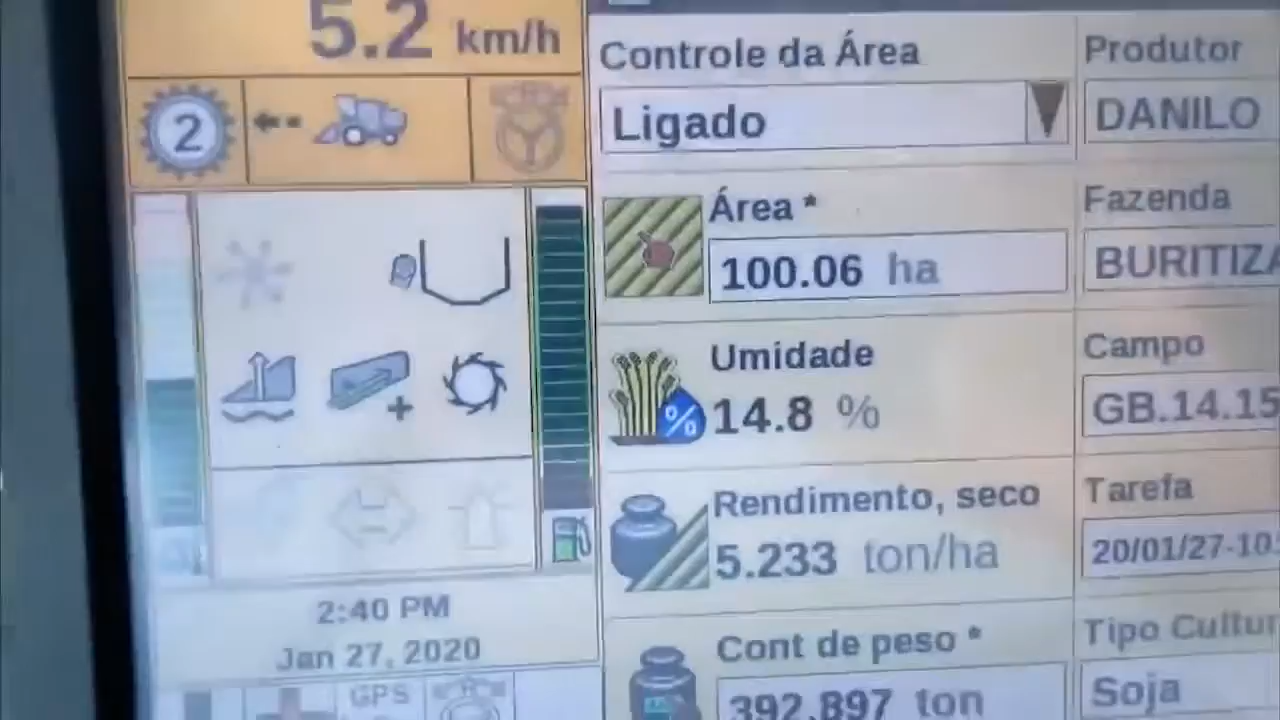 5.2 km/h
2
2:40 PM
Jan 27, 2020
GPS
Controle da Área
Ligado
Área *
100.06 ha
Umidade
%
14.8 %
Rendimento, seco
5.233 ton/ha
Cont de peso *
392.897 ton
Produtor
DANILO
Fazenda
BURITIZA
Campo
GB.14.15
Tarefa
20/01/27-10:
Tipo Cultur
Soja